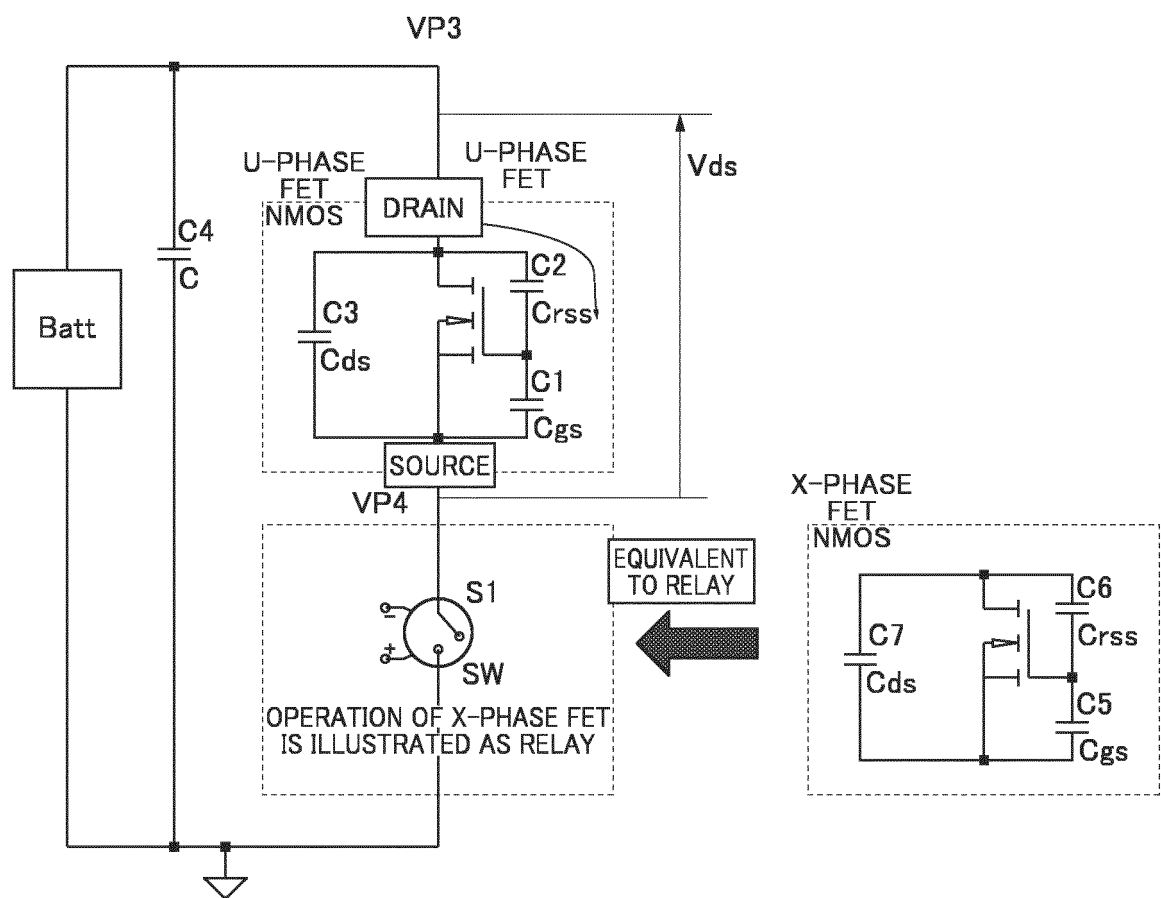 VP3
U-PHASE
FET
NMOS
U-PHASE
FET
Vds
DRAIN
C4
C
Batt
C3
Cds
C2
Crss
C1
Cgs
SOURCE
VP4
S1
-
+
SW
OPERATION OF X-PHASE FET
IS ILLUSTRATED AS RELAY
EQUIVALENT
TO RELAY
X-PHASE
FET
NMOS
C7
Cds
C6
Crss
C5
Cgs